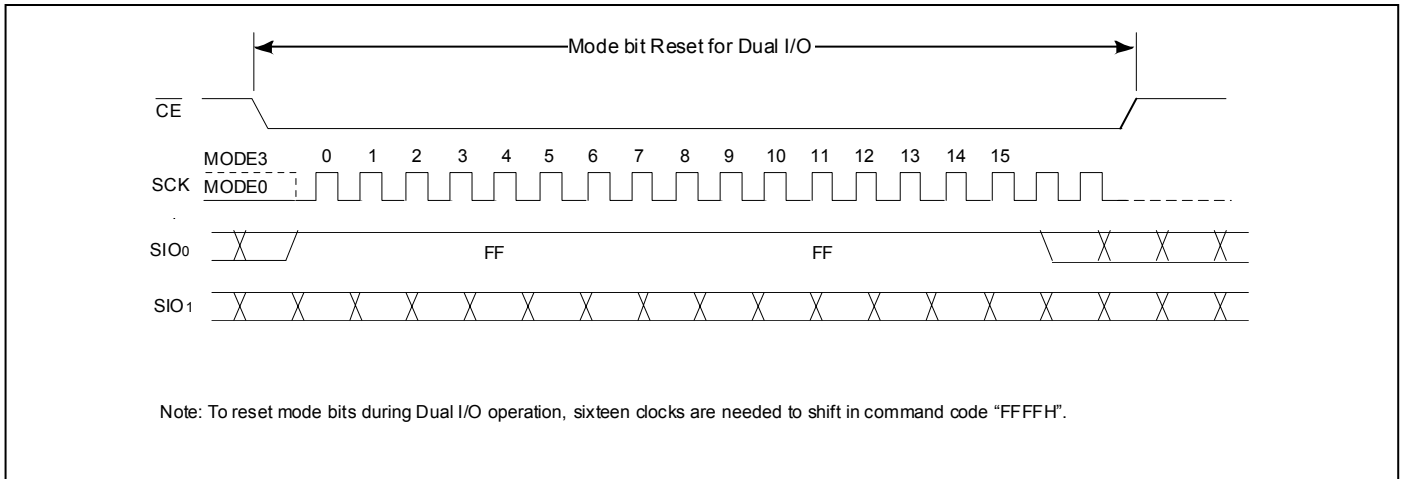 Mode bit Reset for Dual I/O
CE
MODE3 0 1 2 3 4 5 6 7 8 9 10 11 12 13 14 15
SCK MODE0
SIO0 FF FF
SIO1
Note: To reset mode bits during Dual I/O operation, sixteen clocks are needed to shift in command code “FFFFH”.